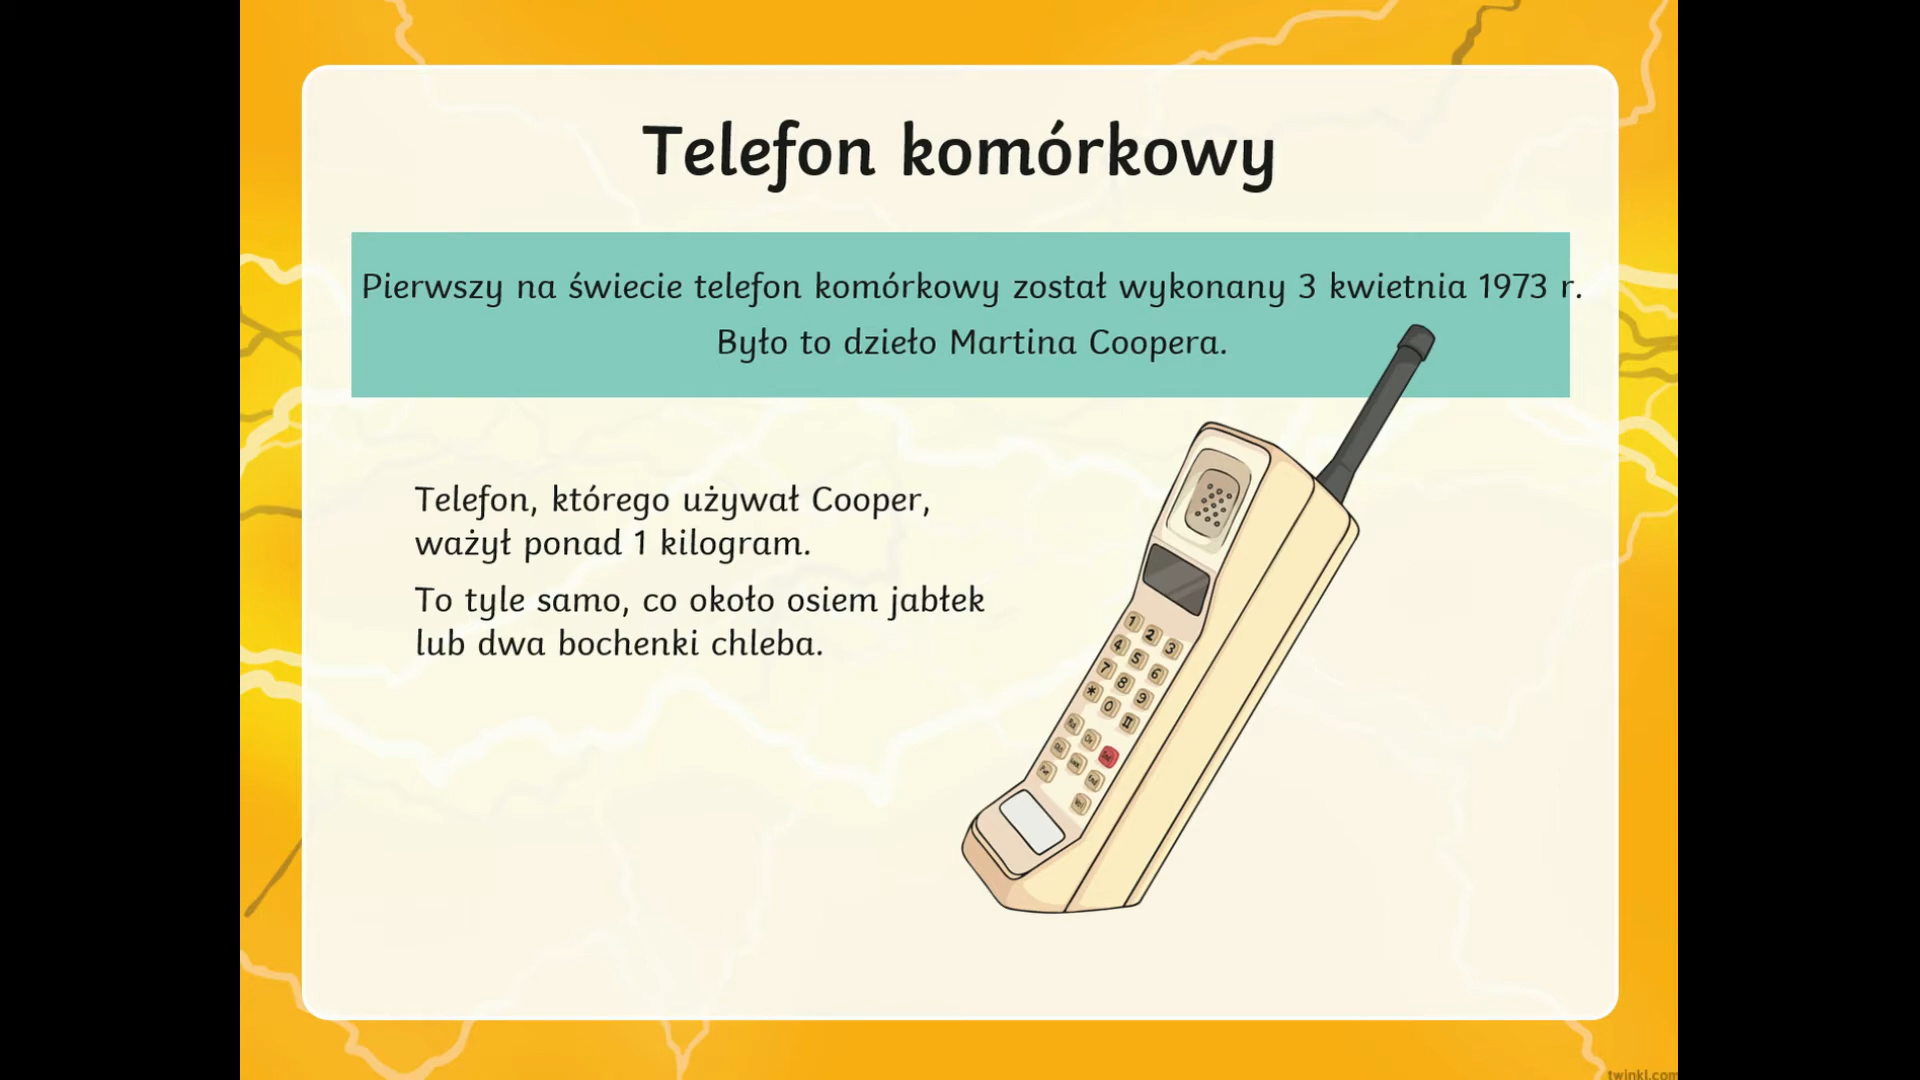 Telefon komórkowy
Pierwszy na świecie telefon komórkowy został wykonany 3 kwietnia 1973 r.
Było to dzieło Martina Coopera.
Telefon, którego używał Cooper,
ważył ponad 1 kilogram.
To tyle samo, co około osiem jabłek
lub dwa bochenki chleba.
1 2 3
4 5 6
7 8 9
* 0
twinkl.com